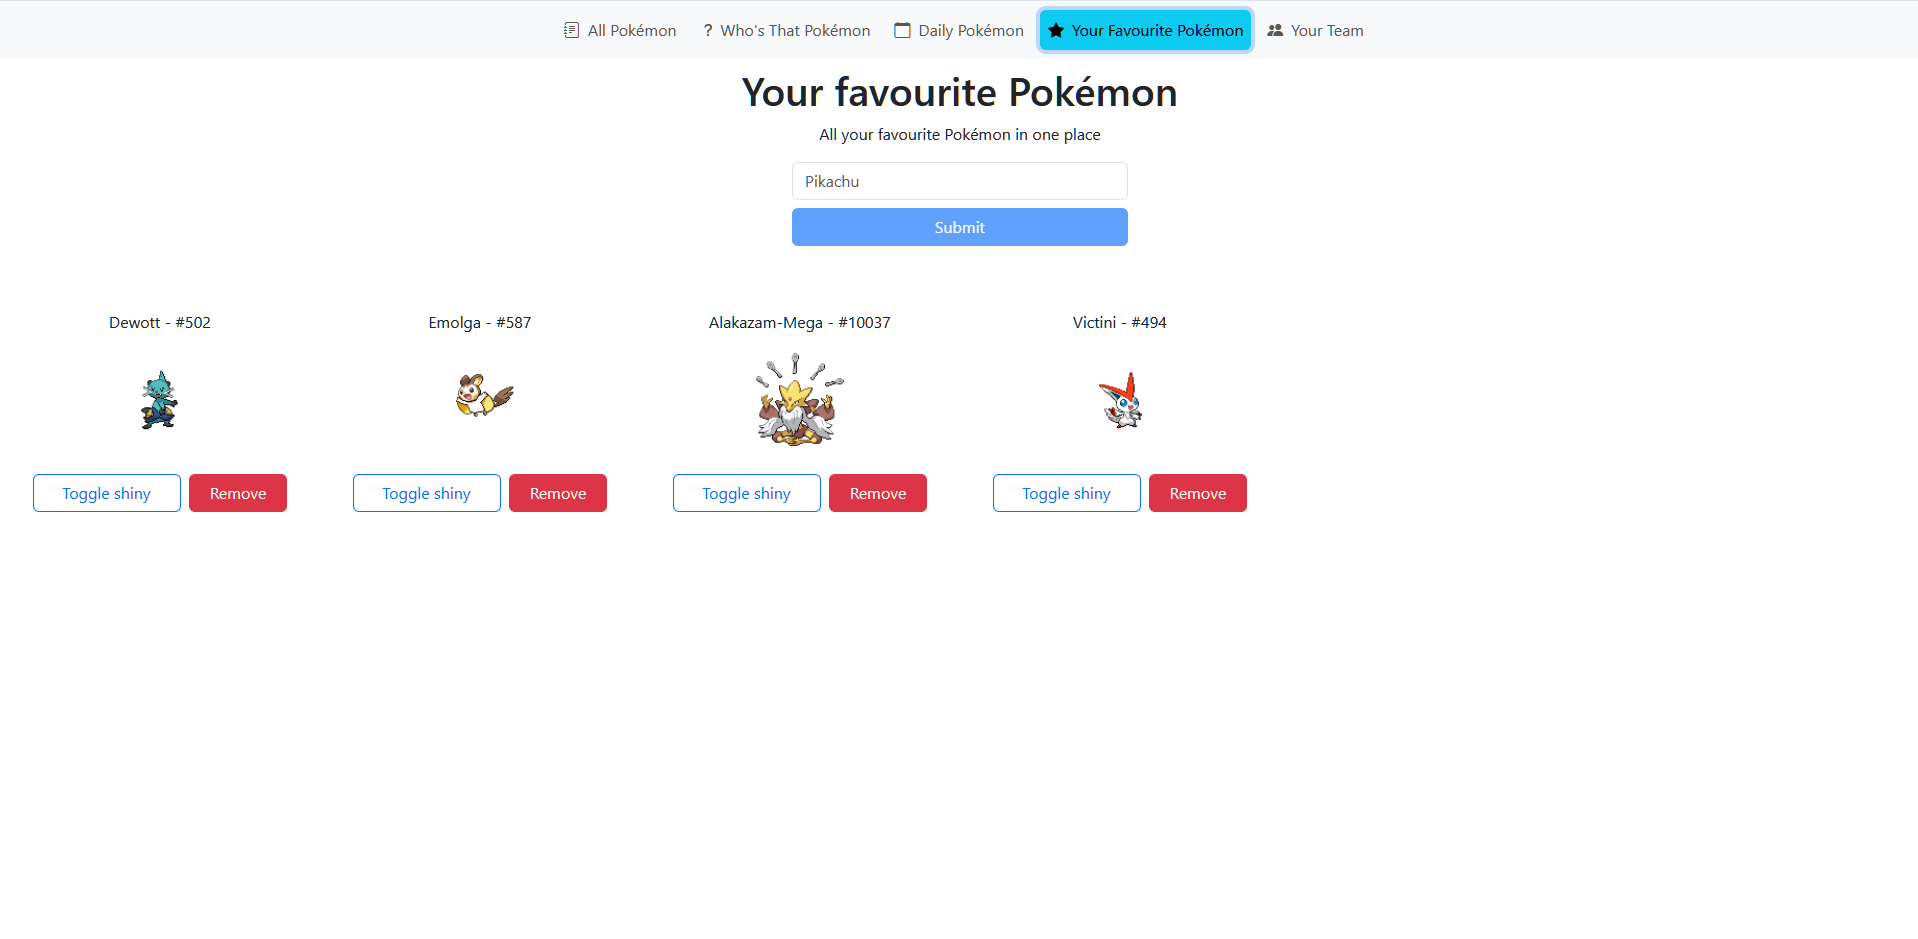 All Pokémon ? Who's That Pokémon Daily Pokémon Your Favourite Pokémon Your Team
Your favourite Pokémon
All your favourite Pokémon in one place
Pikachu
Submit
Dewott - #502 Emolga - #587 Alakazam-Mega - #10037 Victini - #494
Toggle shiny Remove Toggle shiny Remove Toggle shiny Remove Toggle shiny Remove